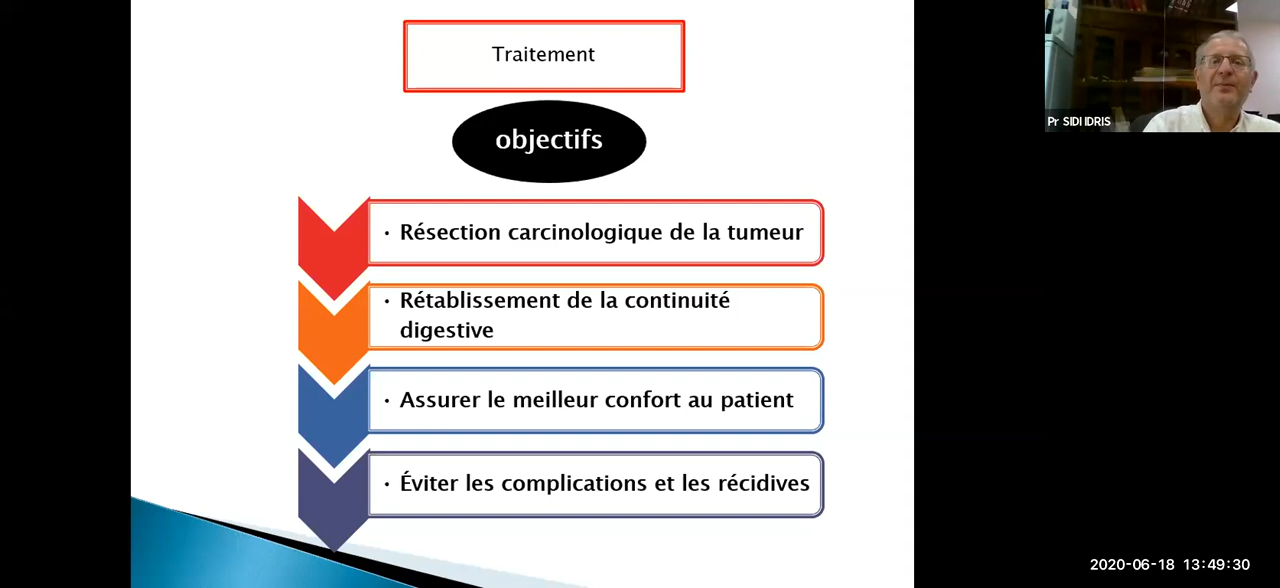 Traitement
objectifs
• Résection carcinologique de la tumeur
• Rétablissement de la continuité
digestive
• Assurer le meilleur confort au patient
• Éviter les complications et les récidives
Pr SIDI IDRIS
2020-06-18 13:49:30